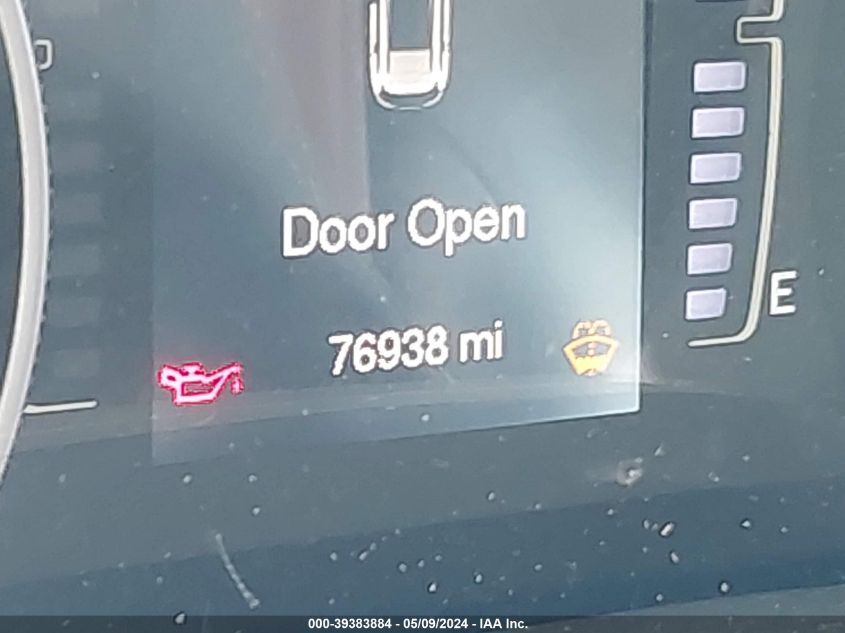 Door Open
76938 mi
E
000-39383884 - 05/09/2024 - IAA Inc.